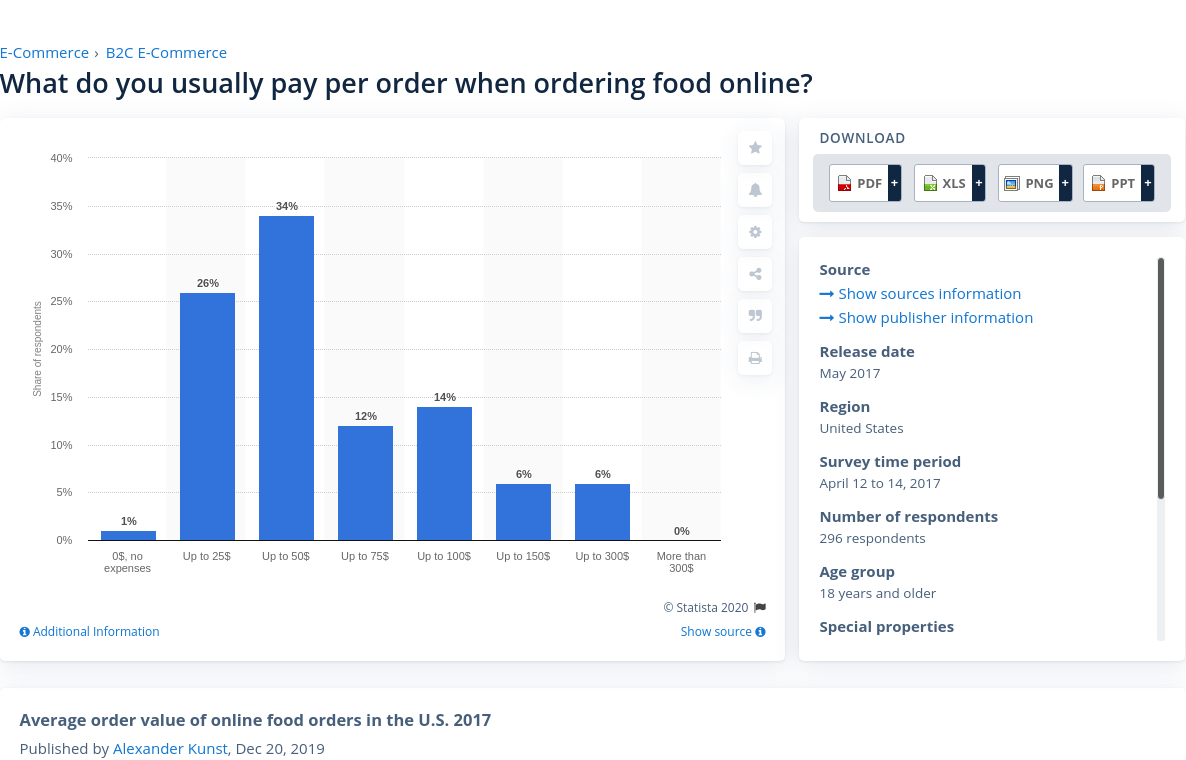 E-Commerce › B2C E-Commerce
What do you usually pay per order when ordering food online?
40%
35%
30%
25%
20%
15%
10%
5%
0%
Share of respondents
1%
26%
34%
12%
14%
6%
6%
0%
0$, no expenses
Up to 25$
Up to 50$
Up to 75$
Up to 100$
Up to 150$
Up to 300$
More than 300$
© Statista 2020
Additional Information
Show source
DOWNLOAD
PDF +
XLS +
PNG +
PPT +
Source
Show sources information
Show publisher information
Release date
May 2017
Region
United States
Survey time period
April 12 to 14, 2017
Number of respondents
296 respondents
Age group
18 years and older
Special properties
Average order value of online food orders in the U.S. 2017
Published by Alexander Kunst, Dec 20, 2019